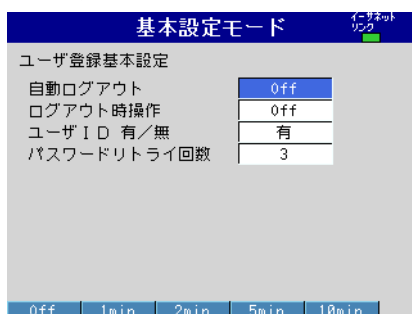 基本設定モード
イーサネット
リンク
ユーザ登録基本設定
自動ログアウト Off
ログアウト時操作 Off
ユーザID 有/無 有
パスワードリトライ回数 3
Off 1min 2min 5min 10min